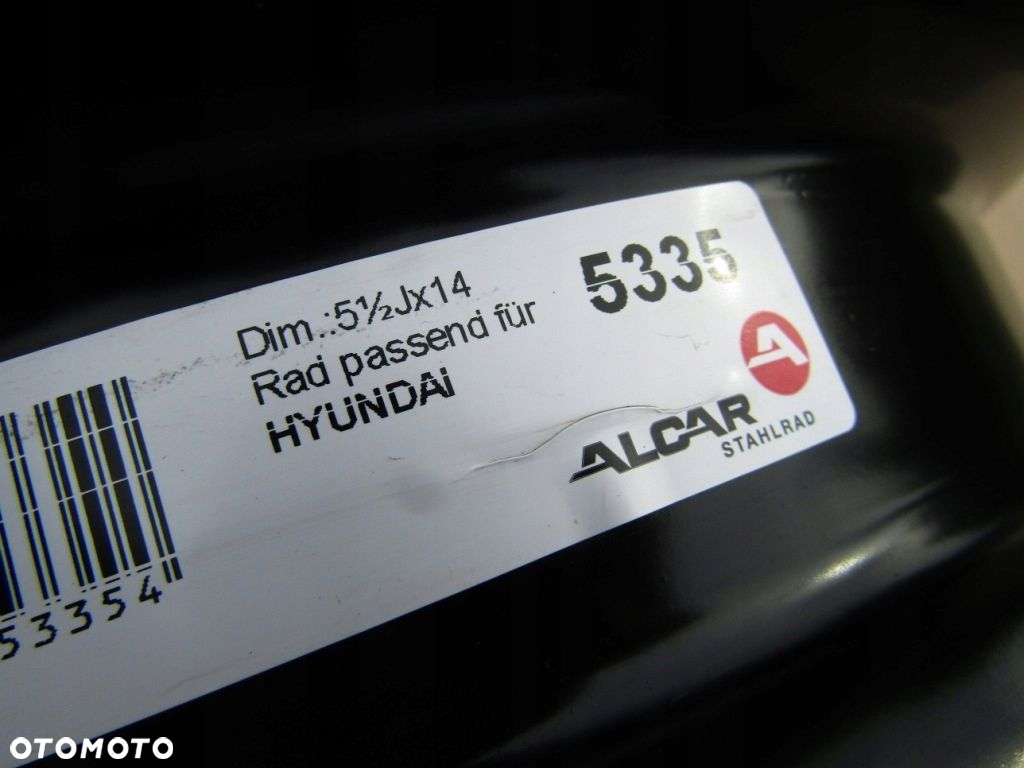 Dim.:5½Jx14
Rad passend für
HYUNDAi
5335
A
ALCAR
STAHLRAD
53354
OTOMOTO